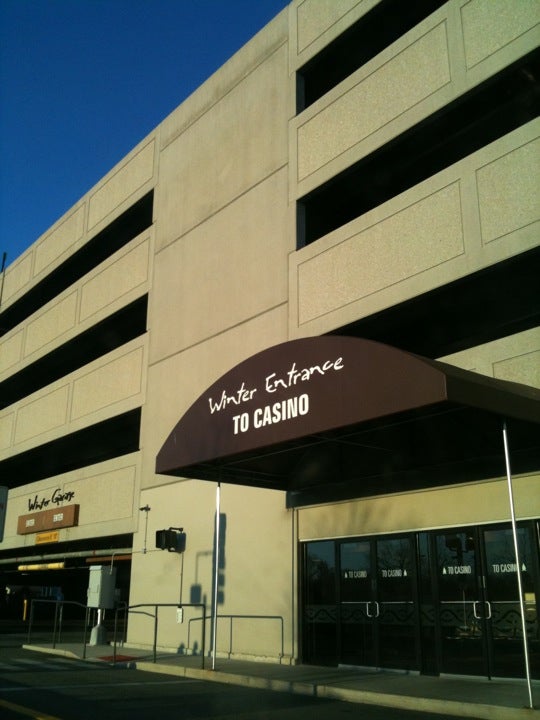 Winter Entrance
TO CASINO
Winter Garage
ENTER ENTER
TO CASINO TO CASINO TO CASINO TO CASINO